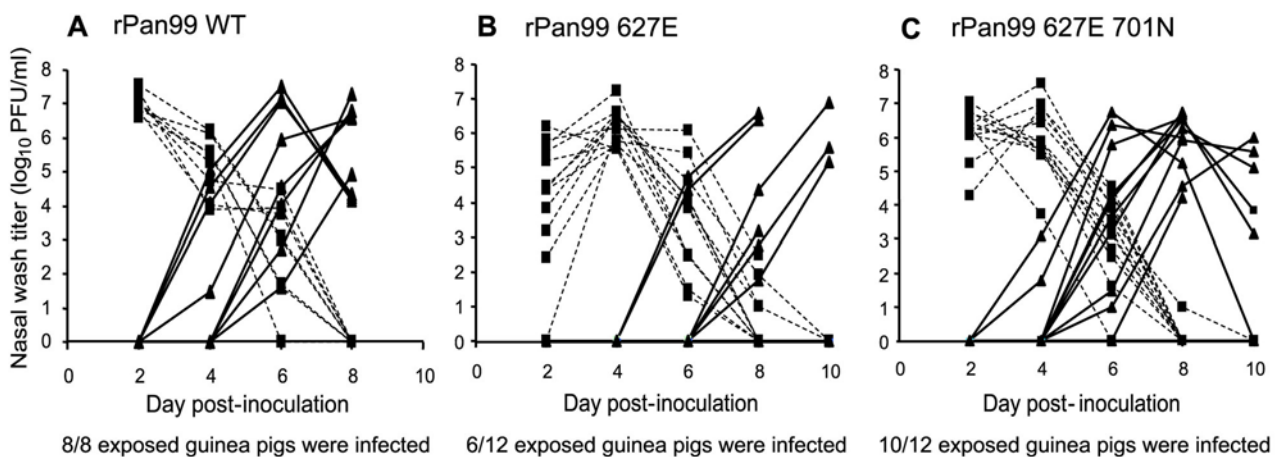 A rPan99 WT
B rPan99 627E
C rPan99 627E 701N
Nasal wash titer (log10 PFU/ml)
8
7
6
5
4
3
2
1
0
0 2 4 6 8 10
Day post-inoculation
8/8 exposed guinea pigs were infected
8
7
6
5
4
3
2
1
0
0 2 4 6 8 10
Day post-inoculation
6/12 exposed guinea pigs were infected
8
7
6
5
4
3
2
1
0
0 2 4 6 8 10
Day post- inoculation
10/12 exposed guinea pigs were infected